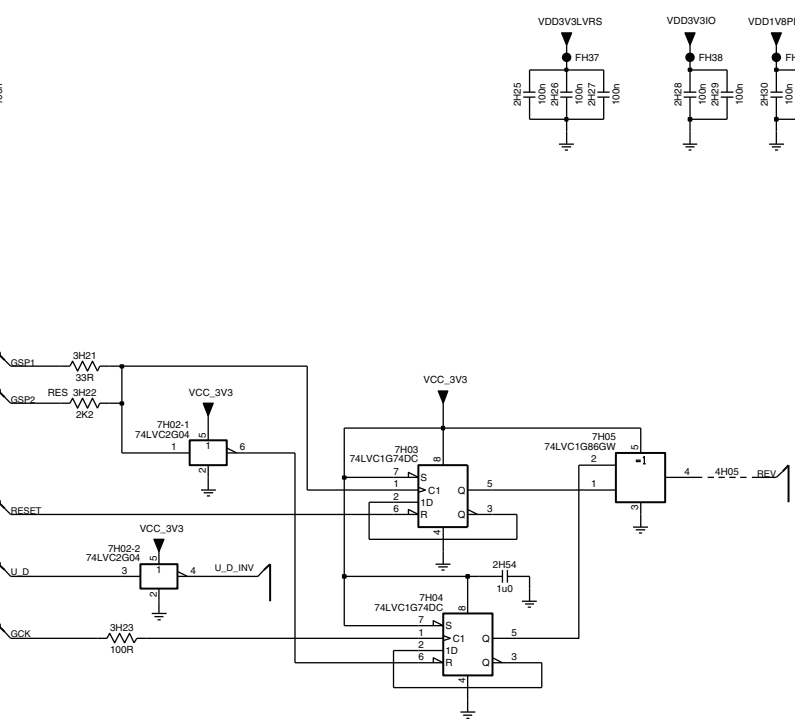 VDD3V3LVRS
VDD3V3IO
VDD1V8P
FH37
FH38
FH
100n
2H25
100n
2H26
100n
2H27
100n
2H28
100n
2H29
100n
2H30
100n
GSP1
3H21
33R
GSP2
RES 3H22
2K2
VCC_3V3
7H02-1
74LVC2G04
5
1
1
6
2
VCC_3V3
7H03
74LVC1G74DC
8
7
S
1
C1
2
1D
6
R
Q
5
Q
3
4
7H05
74LVC1G86GW
5
2
1
=1
4
3
4H05
REV
RESET
VCC_3V3
7H02-2
74LVC2G04
5
U_D
3
1
4
2
U_D_INV
2H54
1u0
7H04
74LVC1G74DC
8
7
S
1
C1
2
1D
6
R
Q
5
Q
3
4
GCK
3H23
100R